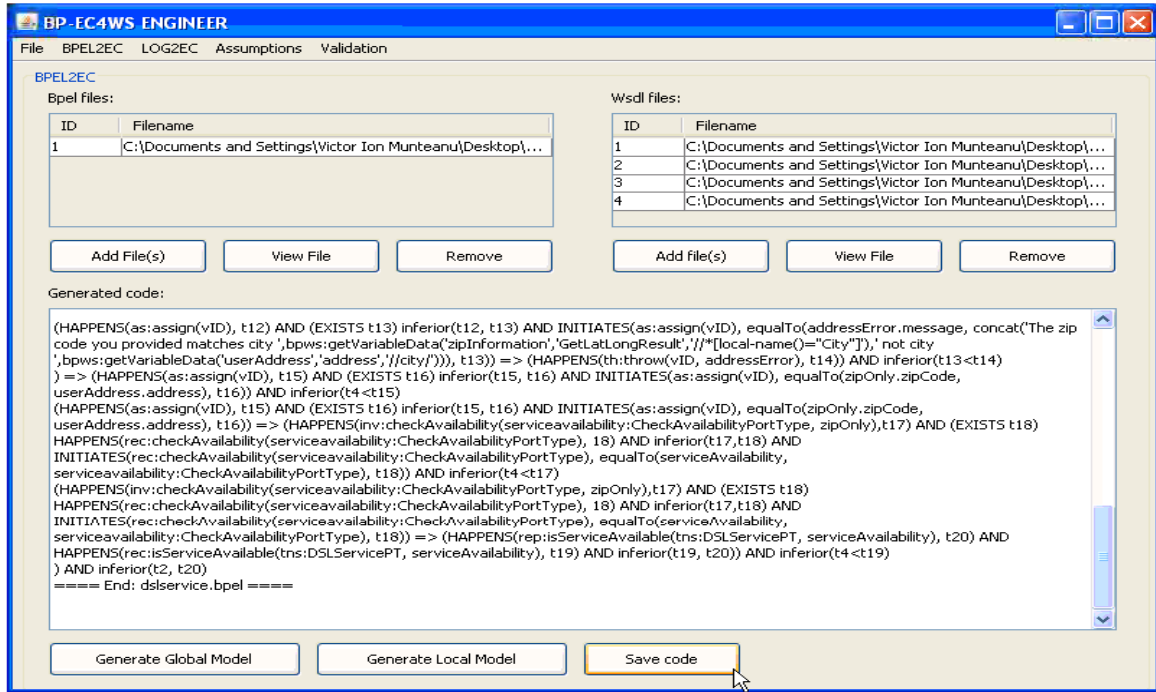 BP-EC4WS ENGINEER
File BPEL2EC LOG2EC Assumptions Validation
BPEL2EC
Bpel files:
ID Filename
1 C:\Documents and Settings\Victor Ion Munteanu\Desktop\...
Add File(s) View File Remove
Wsdl files:
ID Filename
1 C:\Documents and Settings\Victor Ion Munteanu\Desktop\...
2 C:\Documents and Settings\Victor Ion Munteanu\Desktop\...
3 C:\Documents and Settings\Victor Ion Munteanu\Desktop\...
4 C:\Documents and Settings\Victor Ion Munteanu\Desktop\...
Add file(s) View File Remove
Generated code:
(HAPPENS(as:assign(vID), t12) AND (EXISTS t13) inferior(t12, t13) AND INITIATES(as:assign(vID), equalTo(addressError.message, concat('The zip
code you provided matches city ',bpws:getVariableData('zipInformation','GetLatLongResult','//*[local-name()="City"]'),' not city
',bpws:getVariableData('userAddress','address','//city/'))), t13)) => (HAPPENS(th:throw(vID, addressError), t14)) AND inferior(t13<t14)
) => (HAPPENS(as:assign(vID), t15) AND (EXISTS t16) inferior(t15, t16) AND INITIATES(as:assign(vID), equalTo(zipOnly.zipCode,
userAddress.address), t16)) AND inferior(t4<t15)
(HAPPENS(as:assign(vID), t15) AND (EXISTS t16) inferior(t15, t16) AND INITIATES(as:assign(vID), equalTo(zipOnly.zipCode,
userAddress.address), t16)) => (HAPPENS(inv:checkAvailability(serviceavailability:CheckAvailabilityPortType, zipOnly),t17) AND (EXISTS t18)
HAPPENS(rec:checkAvailability(serviceavailability:CheckAvailabilityPortType), 18) AND inferior(t17,t18) AND
INITIATES(rec:checkAvailability(serviceavailability:CheckAvailabilityPortType), equalTo(serviceAvailability,
serviceavailability:CheckAvailabilityPortType), t18)) AND inferior(t4<t17)
(HAPPENS(inv:checkAvailability(serviceavailability:CheckAvailabilityPortType, zipOnly),t17) AND (EXISTS t18)
HAPPENS(rec:checkAvailability(serviceavailability:CheckAvailabilityPortType), 18) AND inferior(t17,t18) AND
INITIATES(rec:checkAvailability(serviceavailability:CheckAvailabilityPortType), equalTo(serviceAvailability,
serviceavailability:CheckAvailabilityPortType), t18)) => (HAPPENS(rep:isServiceAvailable(tns:DSLServicePT, serviceAvailability), t20) AND
HAPPENS(rec:isServiceAvailable(tns:DSLServicePT, serviceAvailability), t19) AND inferior(t19, t20)) AND inferior(t4<t19)
) AND inferior(t2, t20)
==== End: dslservice.bpel ====
Generate Global Model Generate Local Model Save code